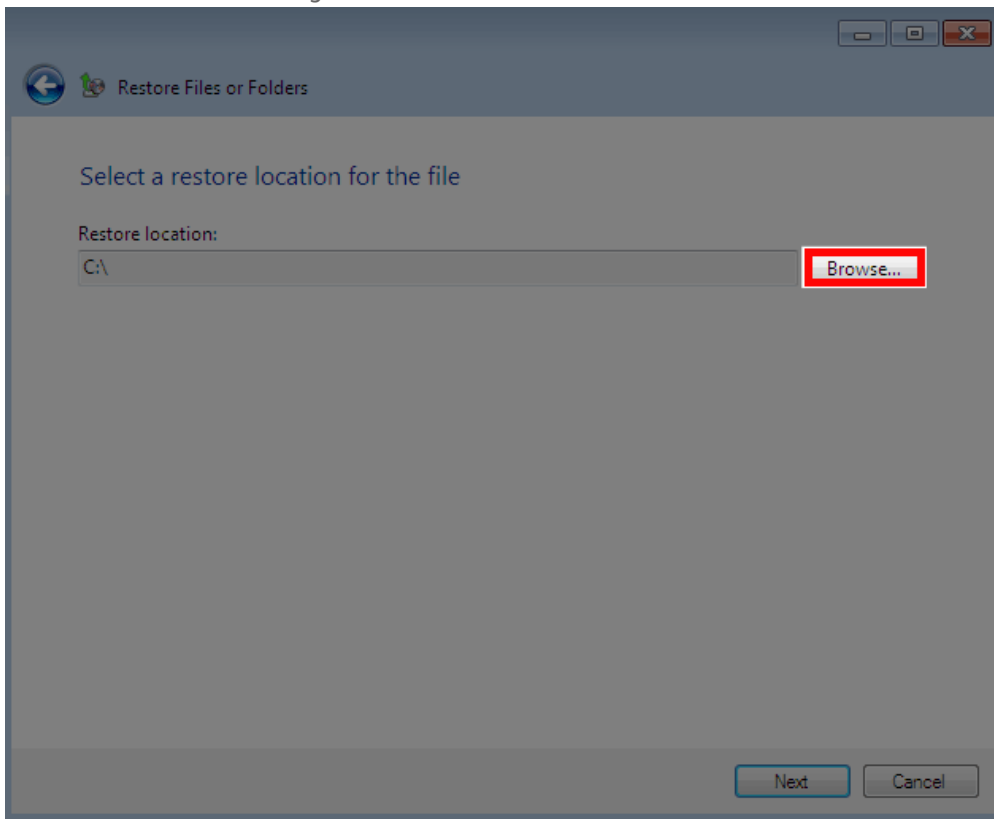 Restore Files or Folders
Select a restore location for the file
Restore location:
C:\
Browse...
Next
Cancel